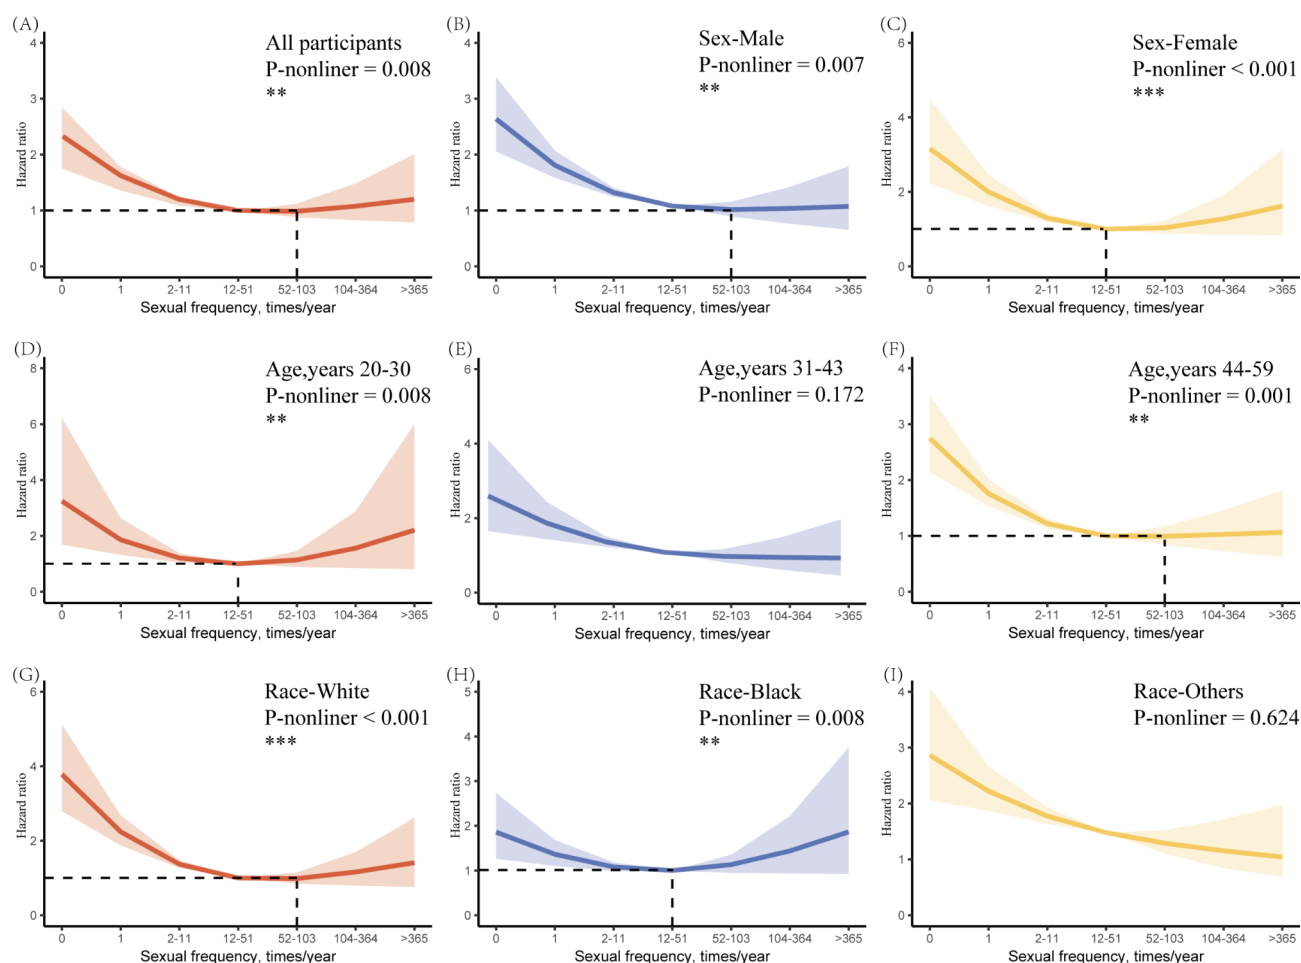 (A)
All participants
P-nonliner = 0.008
**
Hazard ratio
4
3
2
1
0
0 1 2-11 12-51 52-103 104-364 >365
Sexual frequency, times/year
(B)
Sex-Male
P-nonliner = 0.007
**
Hazard ratio
4
3
2
1
0
0 1 2-11 12-51 52-103 104-364 >365
Sexual frequency, times/year
(C)
Sex-Female
P-nonliner < 0.001
***
Hazard ratio
6
4
2
0
0 1 2-11 12-51 52-103 104-364 >365
Sexual frequency, times/year
(D)
Age,years 20-30
P-nonliner = 0.008
**
Hazard ratio
8
6
4
2
0
0 1 2-11 12-51 52-103 104-364 >365
Sexual frequency, times/year
(E)
Age,years 31-43
P-nonliner = 0.172
Hazard ratio
6
4
2
0
0 1 2-11 12-51 52-103 104-364 >365
Sexual frequency, times/year
(F)
Age,years 44-59
P-nonliner = 0.001
**
Hazard ratio
4
3
2
1
0
0 1 2-11 12-51 52-103 104-364 >365
Sexual frequency, times/year
(G)
Race-White
P-nonliner < 0.001
***
Hazard ratio
6
4
2
0
0 1 2-11 12-51 52-103 104-364 >365
Sexual frequency, times/year
(H)
Race-Black
P-nonliner = 0.008
**
Hazard ratio
5
4
3
2
1
0
0 1 2-11 12-51 52-103 104-364 >365
Sexual frequency, times/year
(I)
Race-Others
P-nonliner = 0.624
Hazard ratio
4
3
2
1
0
0 1 2-11 12-51 52-103 104-364 >365
Sexual frequency, times/year